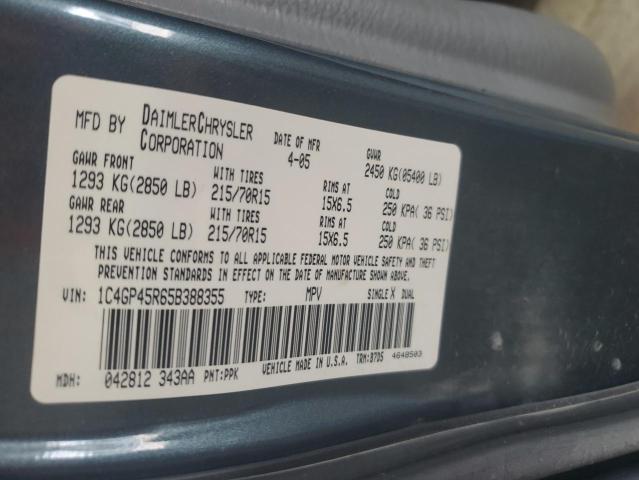 MFD BY DAIMLERCHRYSLER CORPORATION DATE OF MFR 4-05 GVWR 2450 KG(05400 LB)
GAWR FRONT WITH TIRES RIMS AT COLD
1293 KG(2850 LB) 215/70R15 15X6.5 250 KPA( 36 PSI)
GAWR REAR WITH TIRES RIMS AT COLD
1293 KG(2850 LB) 215/70R15 15X6.5 250 KPA( 36 PSI)
THIS VEHICLE CONFORMS TO ALL APPLICABLE FEDERAL MOTOR VEHICLE SAFETY AND THEFT
PREVENTION STANDARDS IN EFFECT ON THE DATE OF MANUFACTURE SHOWN ABOVE.
VIN: 1C4GP45R65B388355 TYPE: MPV SINGLE X DUAL
VEHICLE MADE IN U.S.A. TRM:B7D5 4648503
MDH: 042812 343AA PNT:PPK